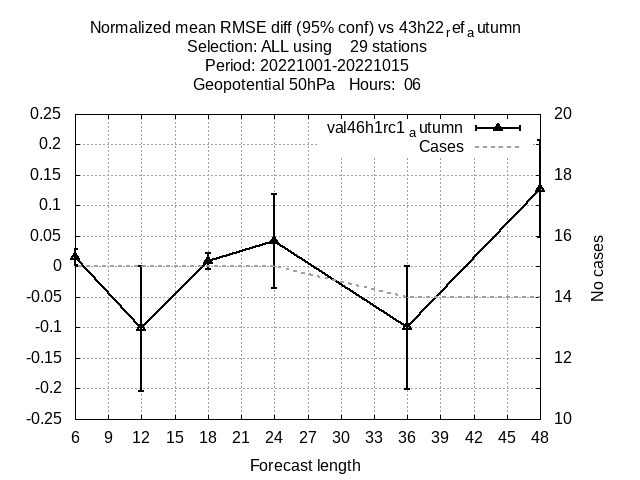 Normalized mean RMSE diff (95% conf) vs 43h22refautumn
Selection: ALL using    29 stations
Period: 20221001-20221015
Geopotential 50hPa   Hours:  06
val46h1rc1autumn
Cases
0.25
0.2
0.15
0.1
0.05
0
-0.05
-0.1
-0.15
-0.2
-0.25
20
18
16
14
12
10
No cases
6 9 12 15 18 21 24 27 30 33 36 39 42 45 48
Forecast length